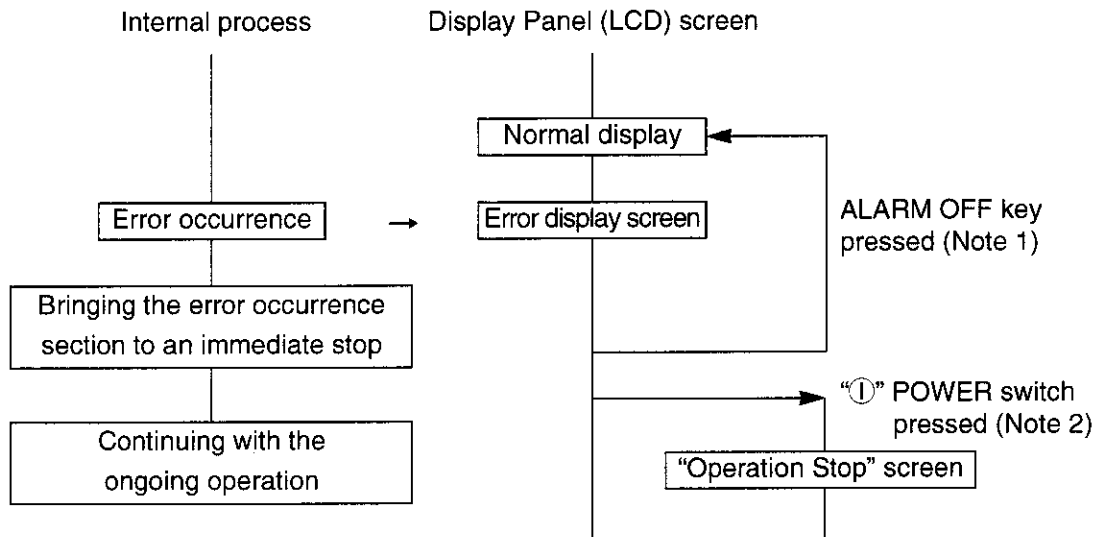 Internal process
Display Panel (LCD) screen
Normal display
Error occurrence
Error display screen
ALARM OFF key
pressed (Note 1)
Bringing the error occurrence
section to an immediate stop
"Ⓘ" POWER switch
pressed (Note 2)
Continuing with the
ongoing operation
"Operation Stop" screen